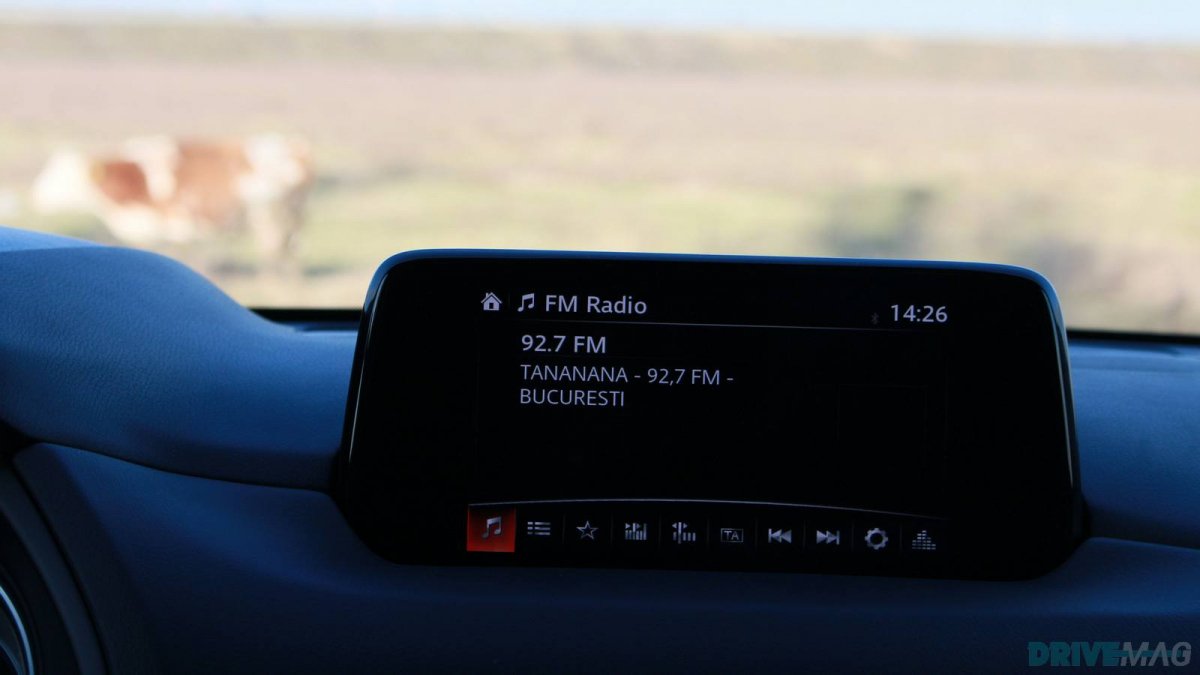 FM Radio 14:26
92.7 FM
TANANANA - 92,7 FM -
BUCURESTI
TA
DRIVEMAG